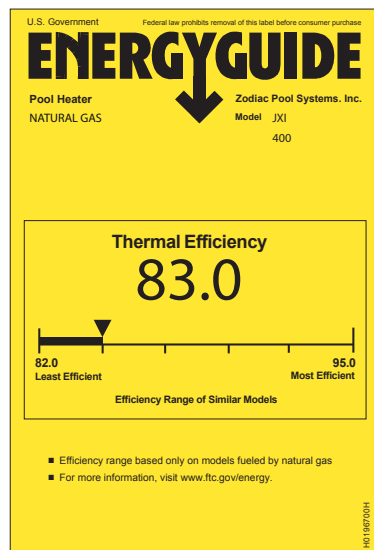 U.S. Government Federal law prohibits removal of this label before consumer purchase
ENERGYGUIDE
Pool Heater Zodiac Pool Systems. Inc.
NATURAL GAS Model JXI
400
Thermal Efficiency
83.0
82.0 95.0
Least Efficient Most Efficient
Efficiency Range of Similar Models
■ Efficiency range based only on models fueled by natural gas
■ For more information, visit www.ftc.gov/energy.
H0196700H